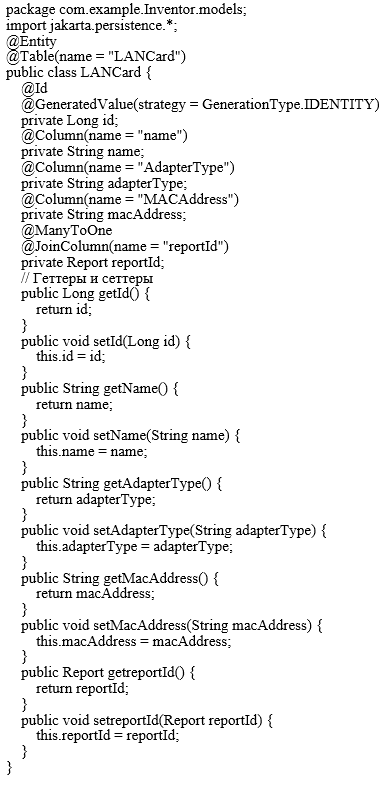 package com.example.Inventor.models;
import jakarta.persistence.*;
@Entity
@Table(name = "LANCard")
public class LANCard {
    @Id
    @GeneratedValue(strategy = GenerationType.IDENTITY)
    private Long id;
    @Column(name = "name")
    private String name;
    @Column(name = "AdapterType")
    private String adapterType;
    @Column(name = "MACAddress")
    private String macAddress;
    @ManyToOne
    @JoinColumn(name = "reportId")
    private Report reportId;
    // Геттеры и сеттеры
    public Long getId() {
        return id;
    }
    public void setId(Long id) {
        this.id = id;
    }
    public String getName() {
        return name;
    }
    public void setName(String name) {
        this.name = name;
    }
    public String getAdapterType() {
        return adapterType;
    }
    public void setAdapterType(String adapterType) {
        this.adapterType = adapterType;
    }
    public String getMacAddress() {
        return macAddress;
    }
    public void setMacAddress(String macAddress) {
        this.macAddress = macAddress;
    }
    public Report getreportId() {
        return reportId;
    }
    public void setreportId(Report reportId) {
        this.reportId = reportId;
    }
}